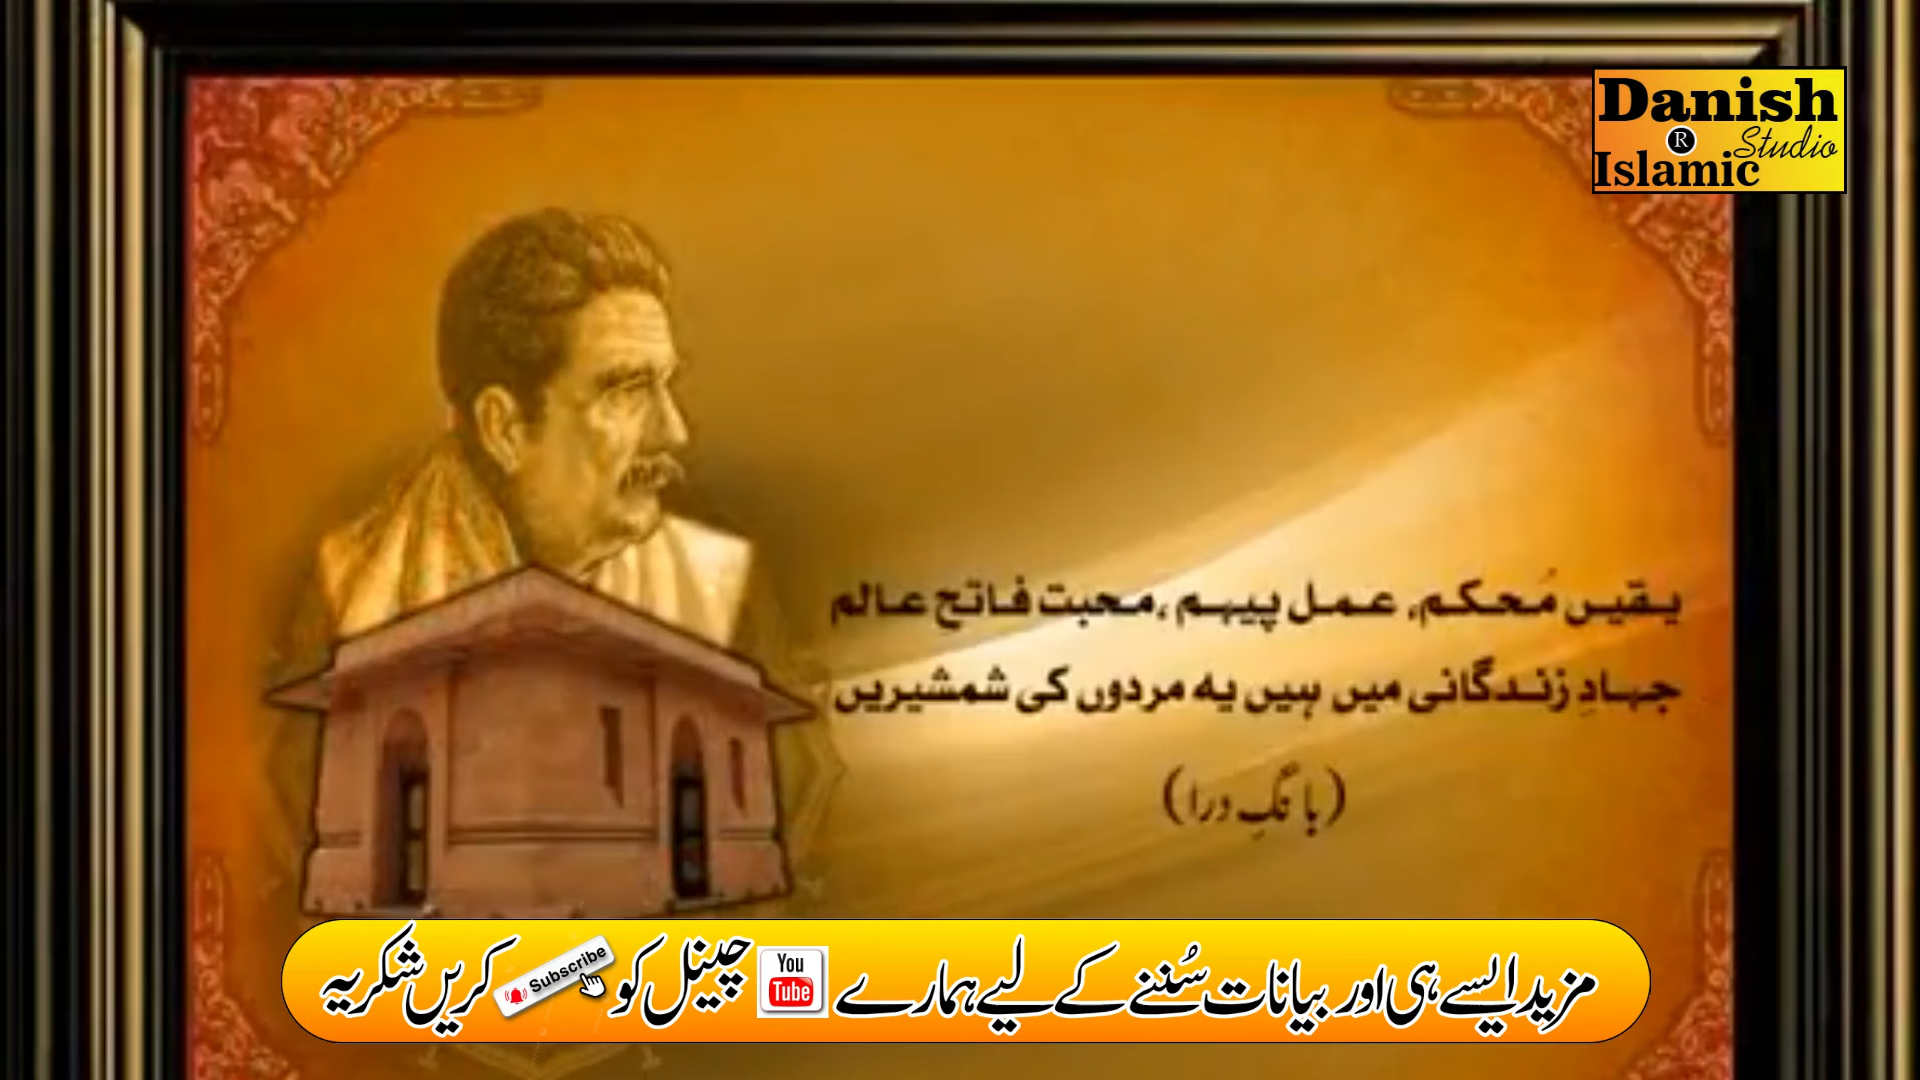 Danish
R Studio
Islamic
یقیں مُحکم، عمل پیہم، محبت فاتح عالم
جہادِ زندگانی میں ہیں یہ مردوں کی شمشیریں
(بانگِ درا)
مزید ایسے ہی اور بیانات سُننے کے لیے ہمارے You Tube چینل کو Subscribe کریں شکریہ